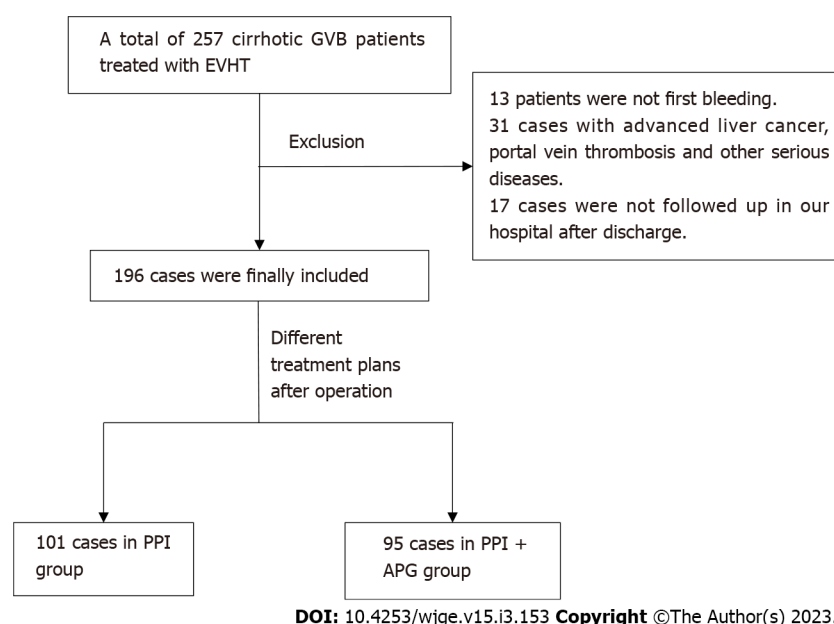 A total of 257 cirrhotic GVB patients
treated with EVHT
Exclusion
13 patients were not first bleeding.
31 cases with advanced liver cancer,
portal vein thrombosis and other serious
diseases.
17 cases were not followed up in our
hospital after discharge.
196 cases were finally included
Different
treatment plans
after operation
101 cases in PPI
group
95 cases in PPI +
APG group
DOI: 10.4253/wjge.v15.i3.153 Copyright ©The Author(s) 2023.